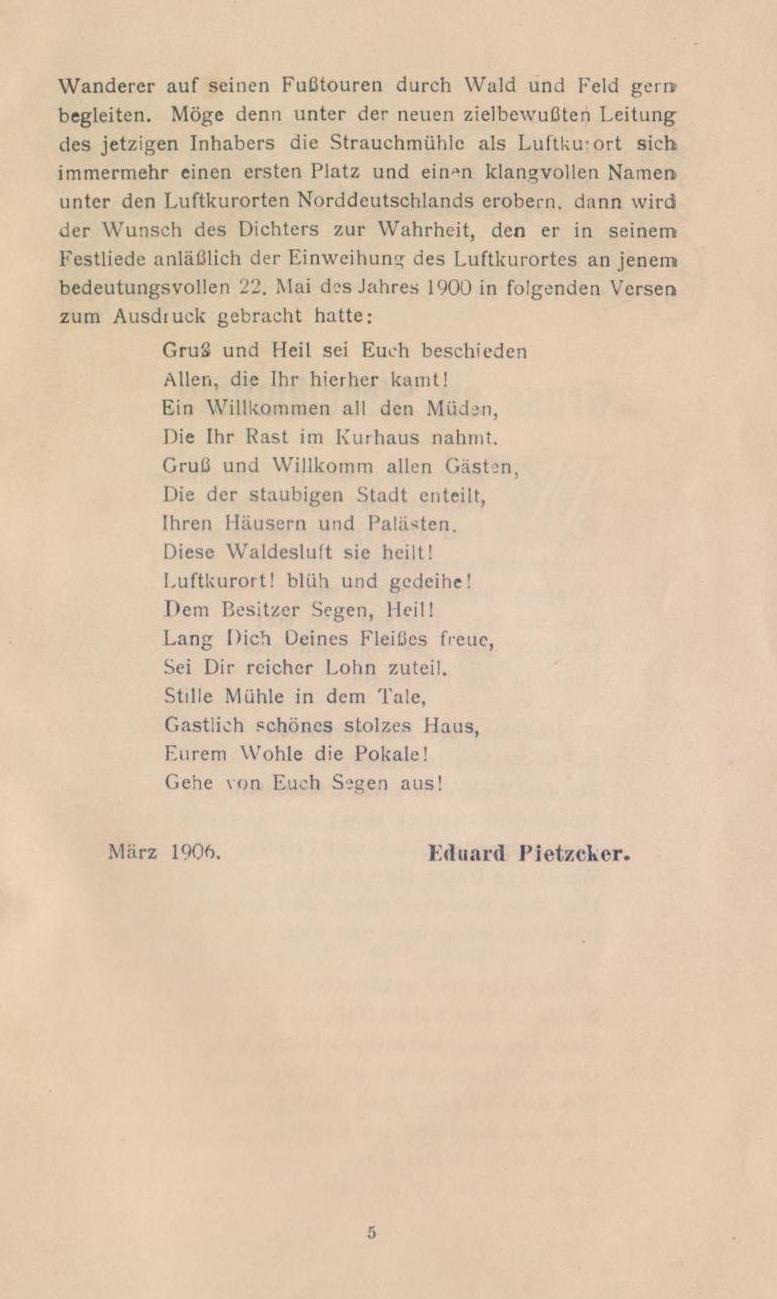 Wanderer auf seinen Fußtouren durch Wald und Feld gern
begleiten. Möge denn unter der neuen zielbewußten Leitung
des jetzigen Inhabers die Strauchmühle als Luftkurort sich
immermehr einen ersten Platz und einen klangvollen Namen
unter den Luftkurorten Norddeutschlands erobern, dann wird
der Wunsch des Dichters zur Wahrheit, den er in seinem
Festliede anläßlich der Einweihung des Luftkurortes an jenem
bedeutungsvollen 22. Mai des Jahres 1900 in folgenden Versen
zum Ausdruck gebracht hatte:
Gruß und Heil sei Euch beschieden
Allen, die Ihr hierher kamt!
Ein Willkommen all den Müden,
Die Ihr Rast im Kurhaus nahmt.
Gruß und Willkomm allen Gästen,
Die der staubigen Stadt enteilt,
Ihren Häusern und Palästen.
Diese Waldesluft sie heilt!
Luftkurort! blüh und gedeihe!
Dem Besitzer Segen, Heil!
Lang Dich Deines Fleißes freue,
Sei Dir reicher Lohn zuteil.
Stille Mühle in dem Tale,
Gastlich schönes stolzes Haus,
Eurem Wohle die Pokale!
Gehe von Euch Segen aus!
März 1906. Eduard Pietzcker.
5